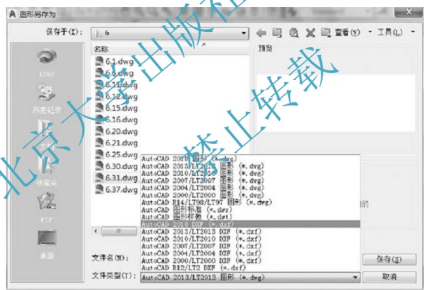 图形另存为
保存于(I):
6
查看(V)
工具(L)
名称
预览
6.1.dwg
6.6.dwg
6.11.dwg
6.12.dwg
6.15.dwg
6.16.dwg
6.20.dwg
6.21.dwg
6.25.dwg
6.30.dwg
6.31.dwg
6.37.dwg
历史记录
FTP
桌面
AutoCAD 2010/LT2010 图形 (*.dwg)
AutoCAD 2007/LT2007 图形 (*.dwg)
AutoCAD 2004/LT2004 图形 (*.dwg)
AutoCAD 2000/LT2000 图形 (*.dwg)
AutoCAD R14/LT98/LT97 图形 (*.dwg)
AutoCAD 图形标准 (*.dws)
AutoCAD 图形样板 (*.dwt)
AutoCAD 2013/LT2013 DXF (*.dxf)
AutoCAD 2010/LT2010 DXF (*.dxf)
AutoCAD 2007/LT2007 DXF (*.dxf)
AutoCAD 2004/LT2004 DXF (*.dxf)
AutoCAD 2000/LT2000 DXF (*.dxf)
AutoCAD R12/LT2 DXF (*.dxf)
文件名(N):
保存(S)
文件类型(T):
AutoCAD 2013/LT2013 图形 (*.dwg)
取消
北京大学出版社
禁止转载